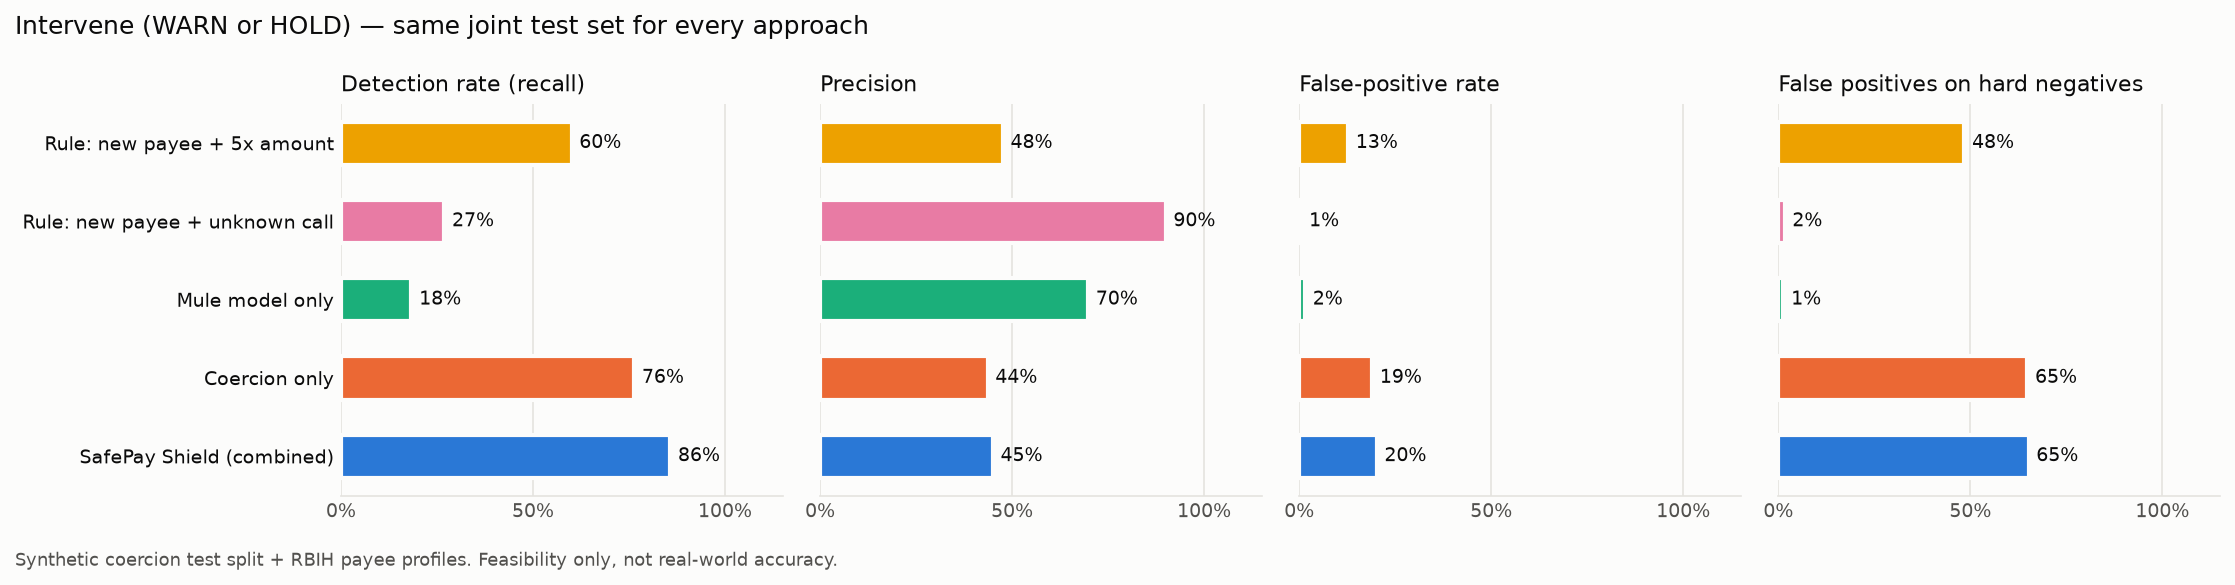 Intervene (WARN or HOLD) — same joint test set for every approach
Detection rate (recall)
Precision
False-positive rate
False positives on hard negatives
Rule: new payee + 5x amount
60%
48%
13%
48%
Rule: new payee + unknown call
27%
90%
1%
2%
Mule model only
18%
70%
2%
1%
Coercion only
76%
44%
19%
65%
SafePay Shield (combined)
86%
45%
20%
65%
0% 50% 100%
0% 50% 100%
0% 50% 100%
0% 50% 100%
Synthetic coercion test split + RBIH payee profiles. Feasibility only, not real-world accuracy.